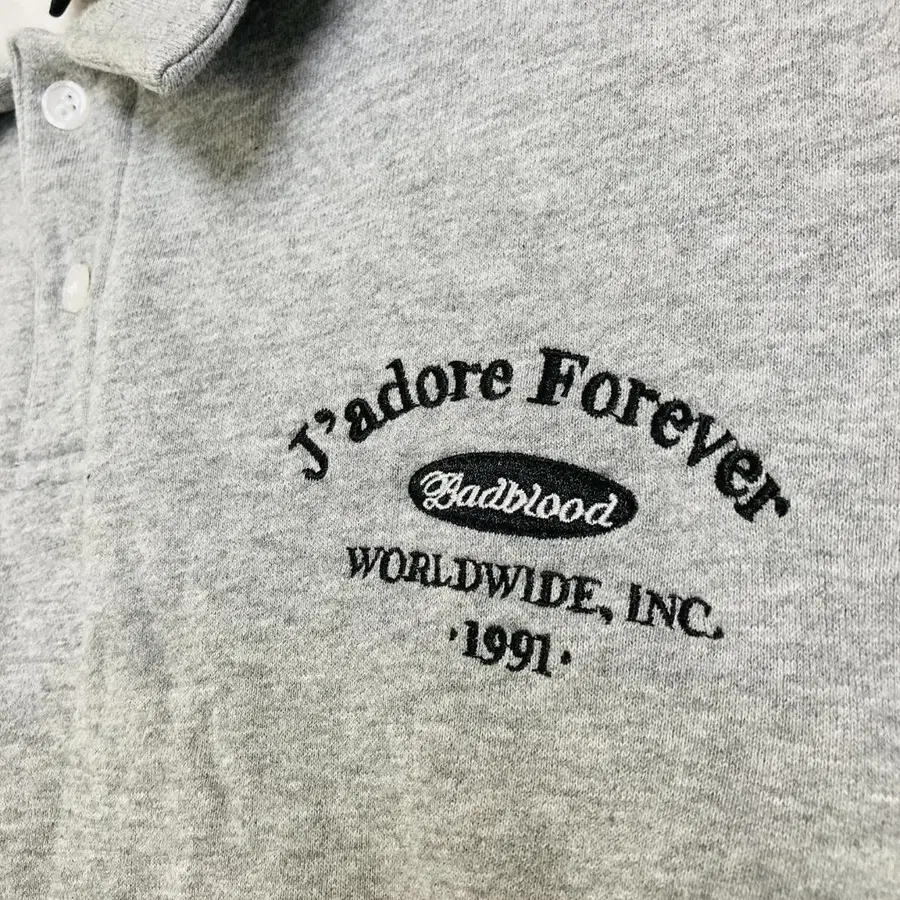 J'adore Forever
Badblood
WORLDWIDE, INC.
·1991·